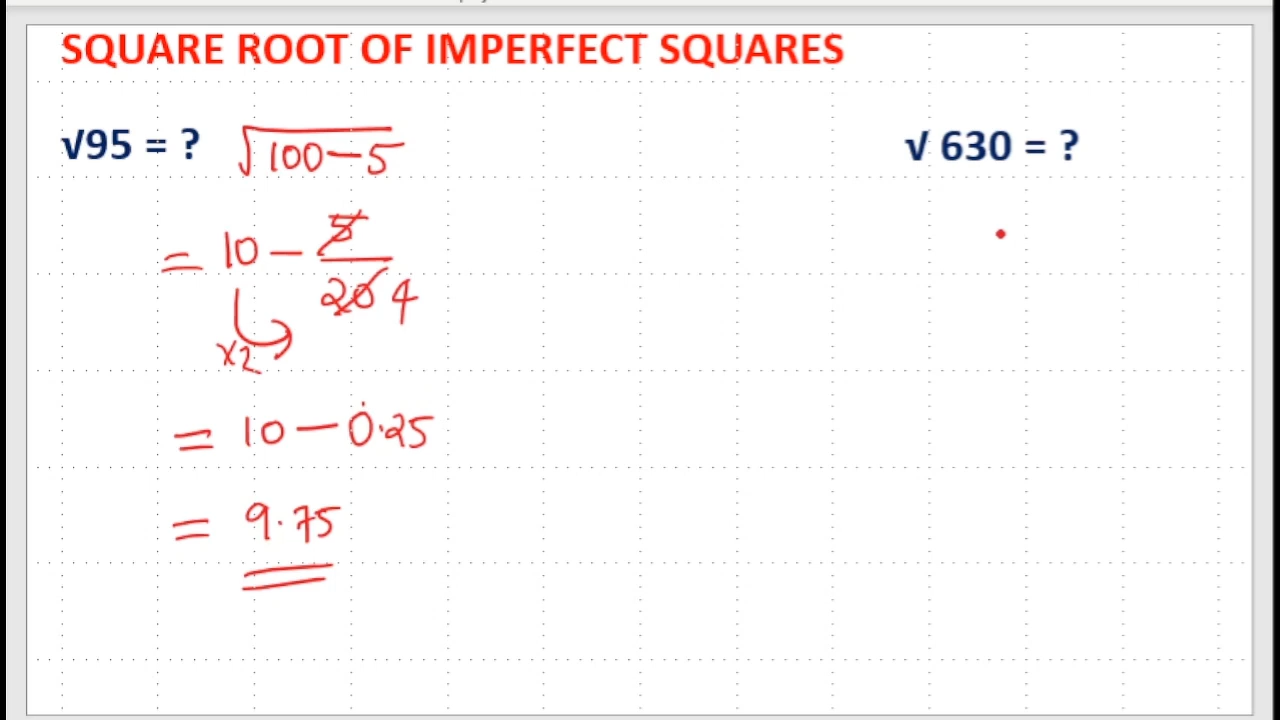 SQUARE ROOT OF IMPERFECT SQUARES
√95 = ? √100-5
= 10 - 5/20 4
x2
= 10 - 0.25
= 9.75
√ 630 = ?